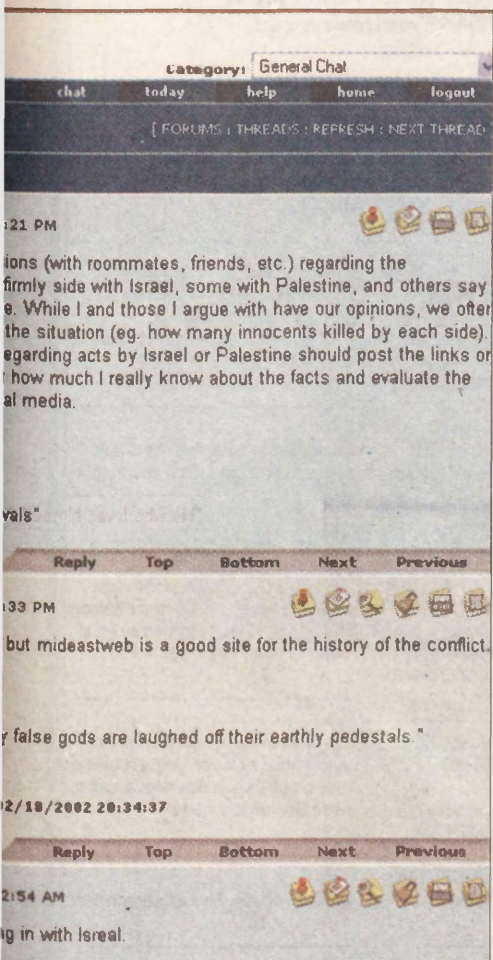 Category: General Chat
chat today help home logout
[ FORUMS : THREADS : REFRESH : NEXT THREAD
:21 PM
ions (with roommates, friends, etc.) regarding the
firmly side with Israel, some with Palestine, and others say
e. While I and those I argue with have our opinions, we ofter
the situation (eg. how many innocents killed by each side).
egarding acts by Israel or Palestine should post the links or
how much I really know about the facts and evaluate the
al media.
vals"
Reply Top Bottom Next Previous
:33 PM
but mideastweb is a good site for the history of the conflict.
y false gods are laughed off their earthly pedestals."
2/18/2002 20:34:37
Reply Top Bottom Next Previous
2:54 AM
ng in with Isreal.